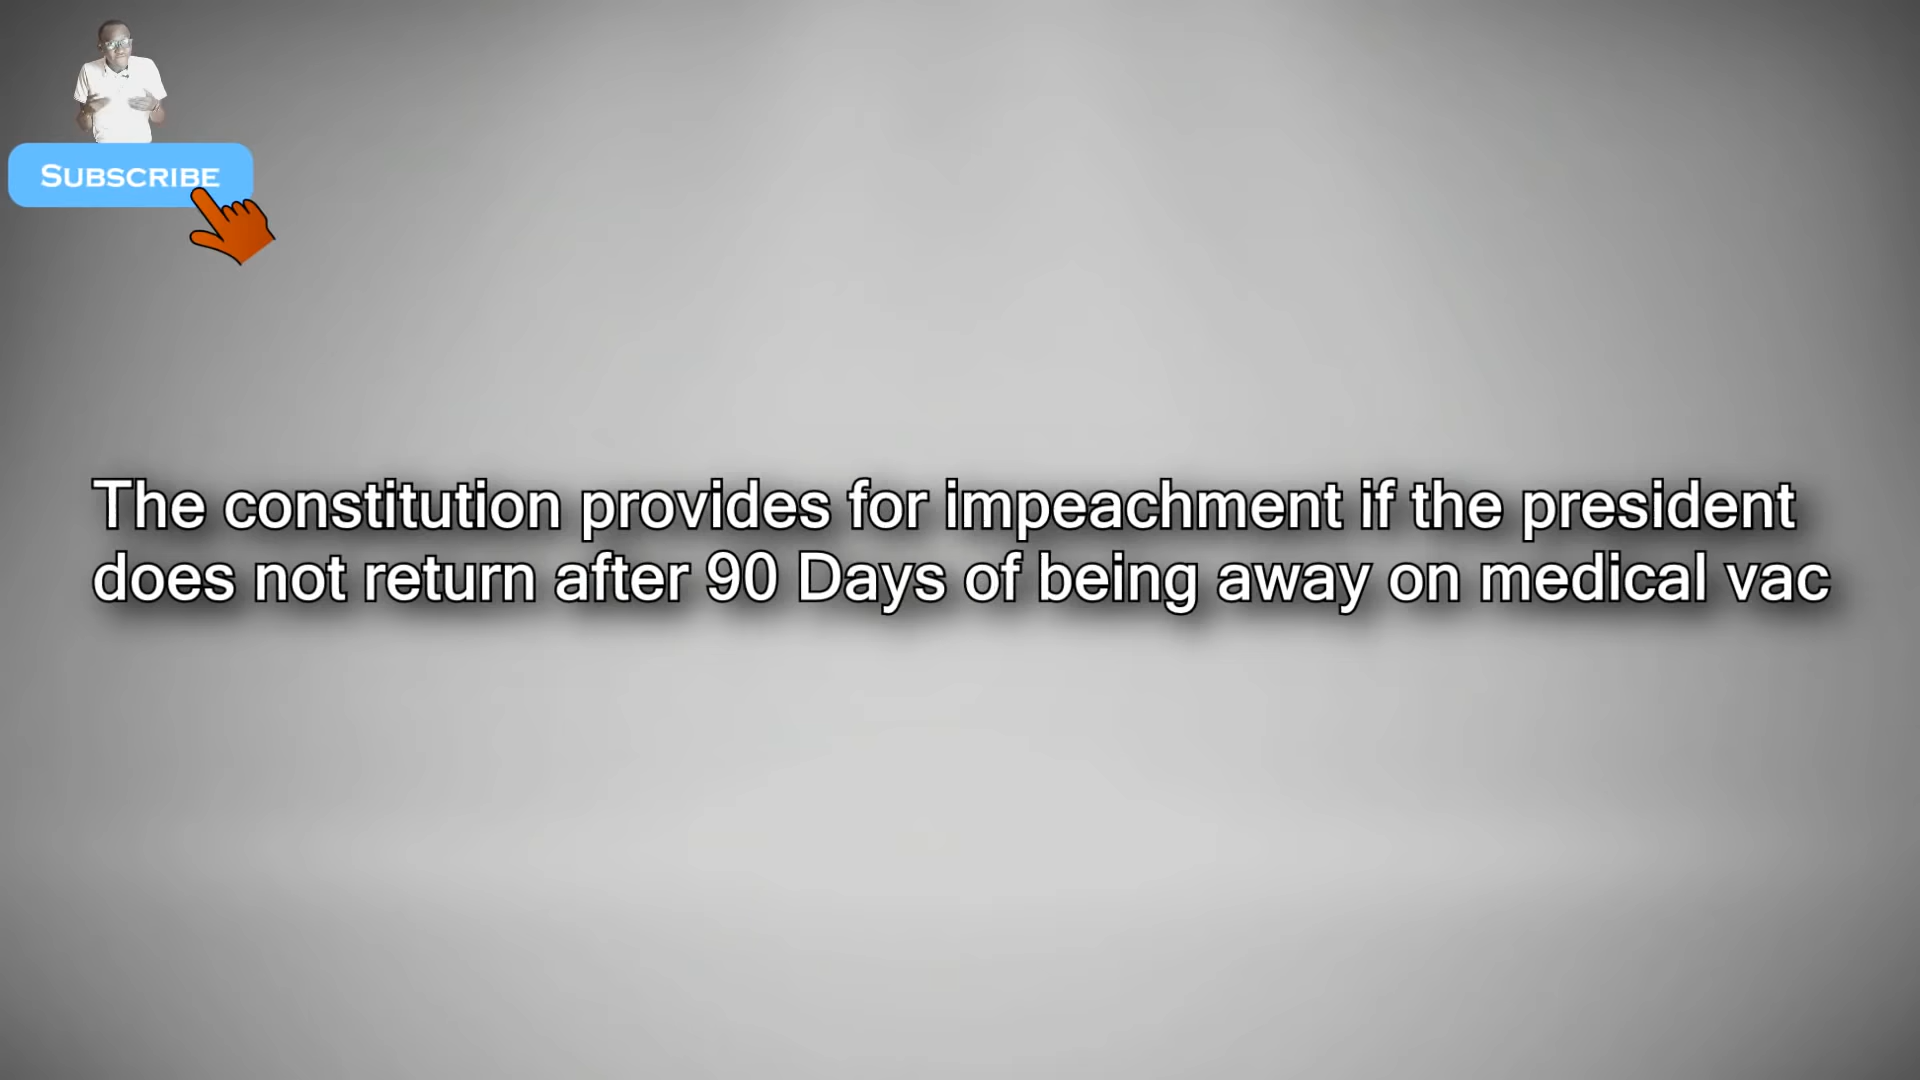 SUBSCRIBE
The constitution provides for impeachment if the president
does not return after 90 Days of being away on medical vac